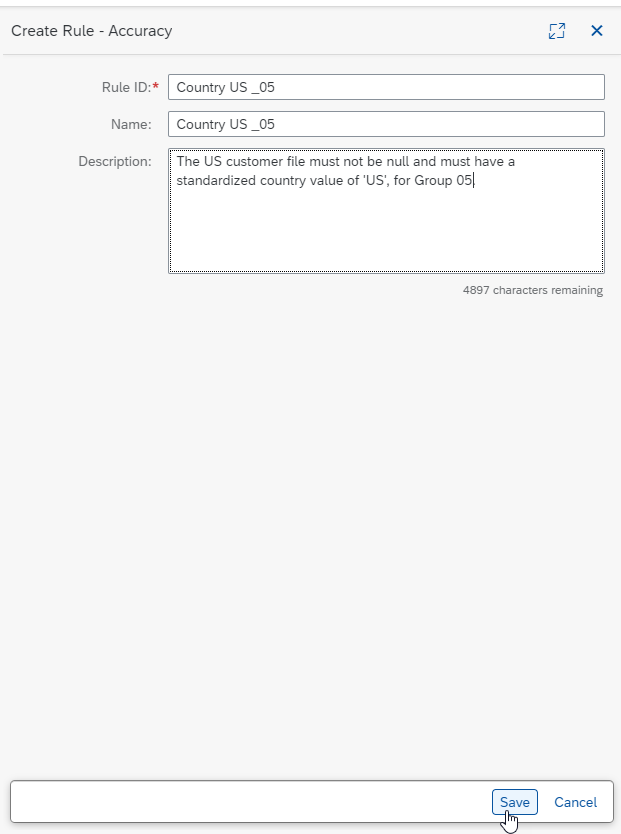 Create Rule - Accuracy
Rule ID:* Country US _05
Name: Country US _05
Description: The US customer file must not be null and must have a
standardized country value of 'US', for Group 05
4897 characters remaining
Save Cancel